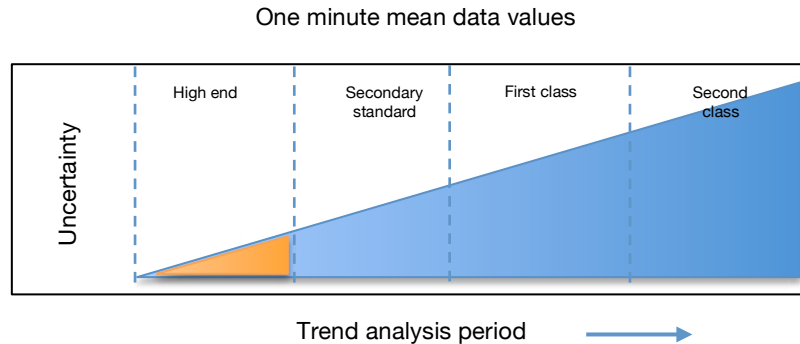 One minute mean data values
High end
Secondary
standard
First class
Second
class
Uncertainty
Trend analysis period